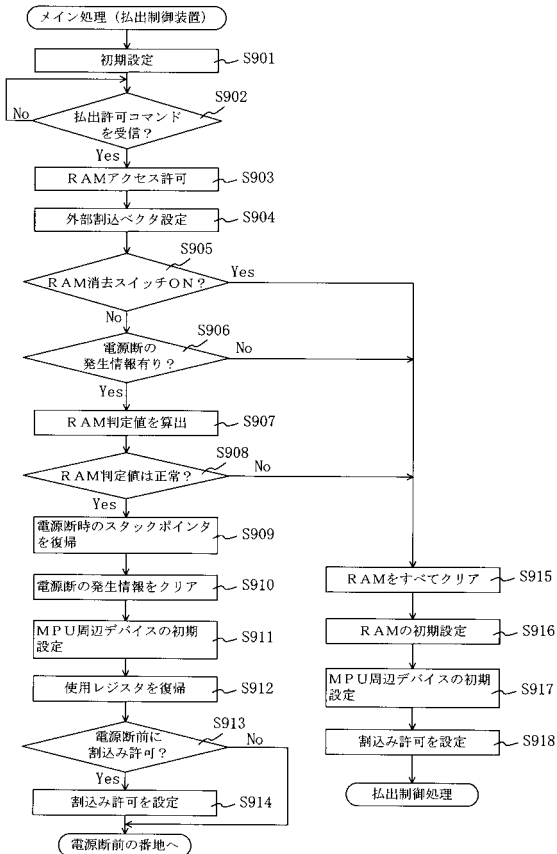 メイン処理（払出制御装置）
初期設定
S901
S902
払出許可コマンド
を受信？
No
Yes
ＲＡＭアクセス許可
S903
外部割込ベクタ設定
S904
S905
ＲＡＭ消去スイッチＯＮ？
Yes
No
S906
電源断の
発生情報有り？
No
Yes
ＲＡＭ判定値を算出
S907
S908
ＲＡＭ判定値は正常？
No
Yes
電源断時のスタックポインタ
を復帰
S909
電源断の発生情報をクリア
S910
ＭＰＵ周辺デバイスの初期
設定
S911
使用レジスタを復帰
S912
S913
電源断前に
割込み許可？
No
Yes
割込み許可を設定
S914
電源断前の番地へ
ＲＡＭをすべてクリア
S915
ＲＡＭの初期設定
S916
ＭＰＵ周辺デバイスの初期
設定
S917
割込み許可を設定
S918
払出制御処理